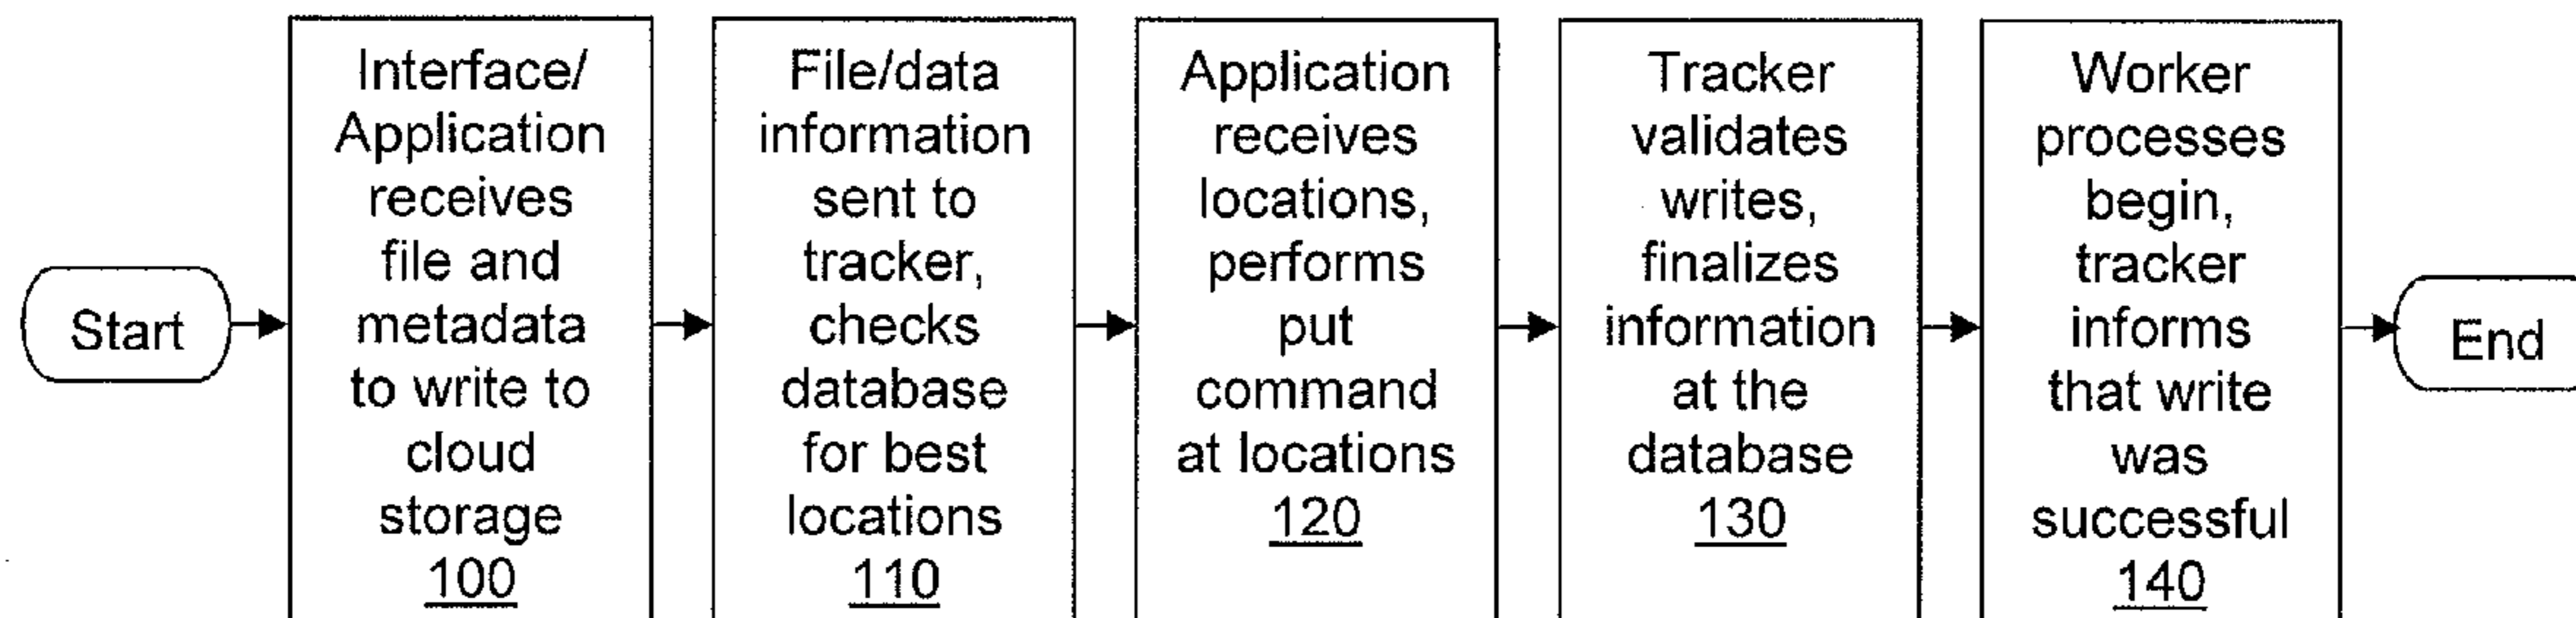 Start
Interface/
Application
receives
file and
metadata
to write to
cloud
storage
100
File/data
information
sent to
tracker,
checks
database
for best
locations
110
Application
receives
locations,
performs
put
command
at locations
120
Tracker
validates
writes,
finalizes
information
at the
database
130
Worker
processes
begin,
tracker
informs
that write
was
successful
140
End